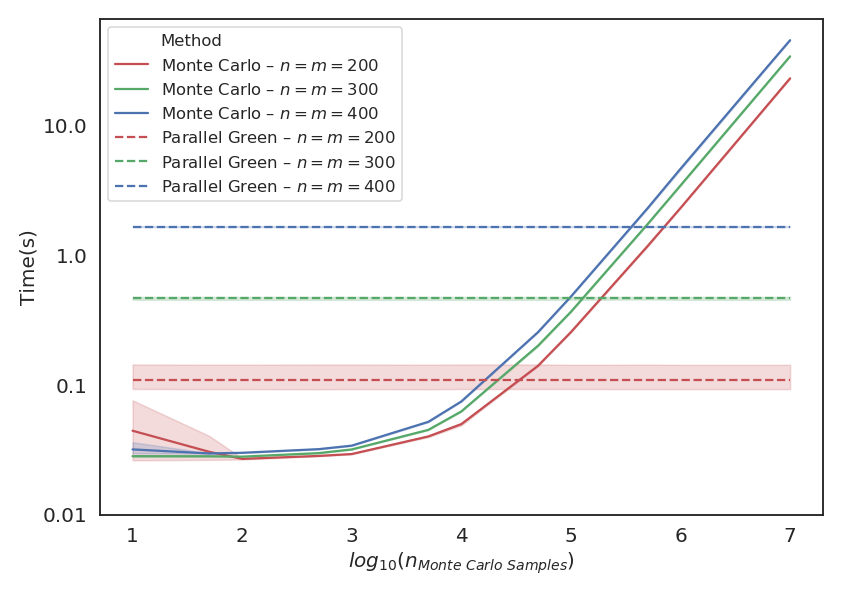 Method
Monte Carlo – n = m = 200
Monte Carlo – n = m = 300
Monte Carlo – n = m = 400
Parallel Green – n = m = 200
Parallel Green – n = m = 300
Parallel Green – n = m = 400
Time(s)
10.0
1.0
0.1
0.01
1 2 3 4 5 6 7
log₁₀(n_{Monte Carlo Samples})